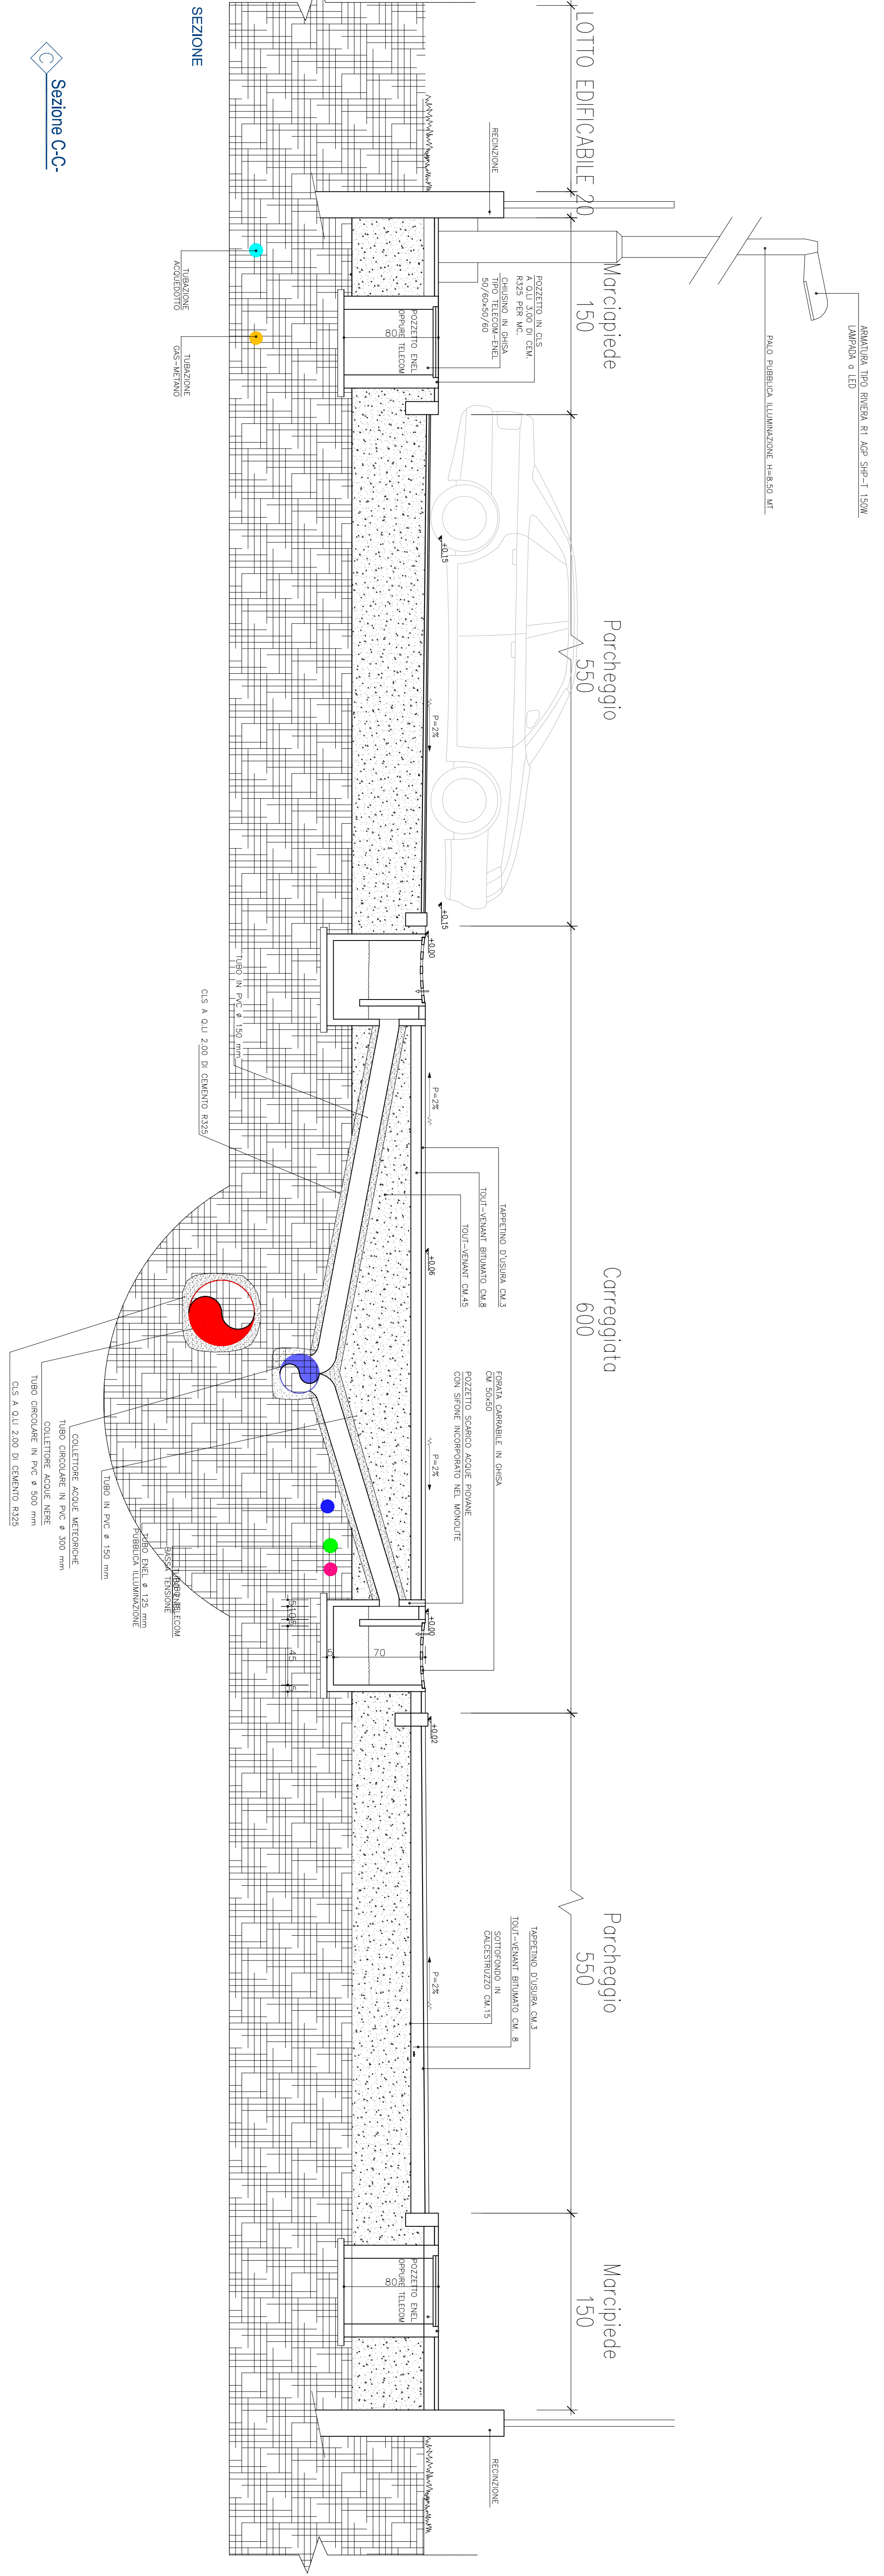 ARMATURA TIPO RIVIERA R1 AGP SHP-T 150W
LAMPADA a LED
PALO PUBBLICA ILLUMINAZIONE H=8.50 MT
LOTTO EDIFICABILE
20
Marciapiede
150
Parcheggio
550
Carreggiata
600
Parcheggio
550
Marcipiede
150
RECINZIONE
POZZETTO IN CLS
A Q.LI 3.00 DI CEM.
R325 PER MC.
CHIUSINO IN GHISA
TIPO TELECOM-ENEL
50/60x50/60
POZZETTO ENEL
OPPURE TELECOM
80
+0.15
P=2%
+0.15
+0.00
P=2%
TAPPETINO D'USURA CM.3
TOUT-VENANT BITUMATO CM.8
TOUT-VENANT CM.45
+0.06
FORATA CARRABILE IN GHISA
CM 50x50
POZZETTO SCARICO ACQUE PIOVANE
CON SIFONE INCORPORATO NEL MONOLITE
P=2%
+0.00
70
5
45
+0.02
TAPPETINO D'USURA CM.3
TOUT-VENANT BITUMATO CM. 8
SOTTOFONDO IN
CALCESTRUZZO CM.15
P=2%
POZZETTO ENEL
OPPURE TELECOM
80
RECINZIONE
TUBAZIONE
ACQUEDOTTO
TUBAZIONE
GAS-METANO
TUBO IN PVC ø 150 mm
CLS A Q.LI 2.00 DI CEMENTO R325
BASSA TENSIONE
TUBO ENEL ø 125 mm
PUBBLICA ILLUMINAZIONE
TUBO IN PVC ø 150 mm
COLLETTORE ACQUE METEORICHE
TUBO CIRCOLARE IN PVC ø 300 mm
COLLETTORE ACQUE NERE
TUBO CIRCOLARE IN PVC ø 500 mm
CLS A Q.LI 2.00 DI CEMENTO R325
SEZIONE
C
Sezione C-C-